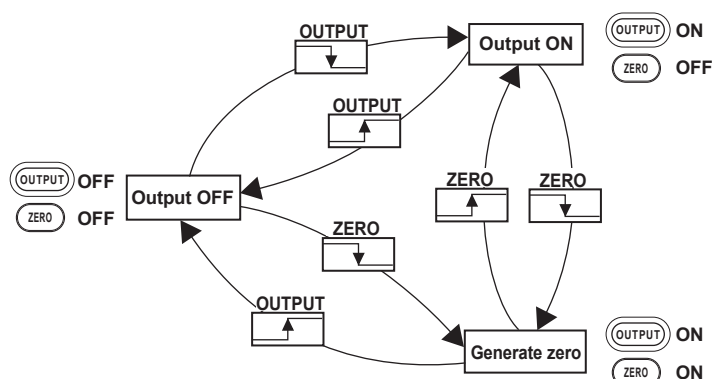 OUTPUT
Output ON
OUTPUT ON
ZERO OFF
OUTPUT
OUTPUT OFF
Output OFF
ZERO OFF
ZERO
ZERO
ZERO
OUTPUT
Generate zero
OUTPUT ON
ZERO ON